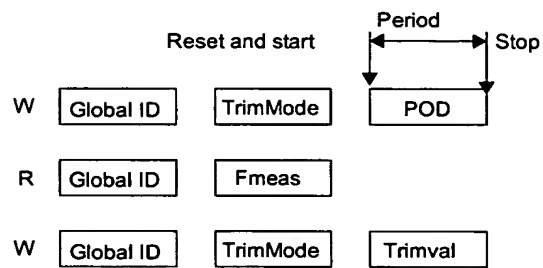 Period
Reset and start
Stop
W Global ID TrimMode POD
R Global ID Fmeas
W Global ID TrimMode Trimval